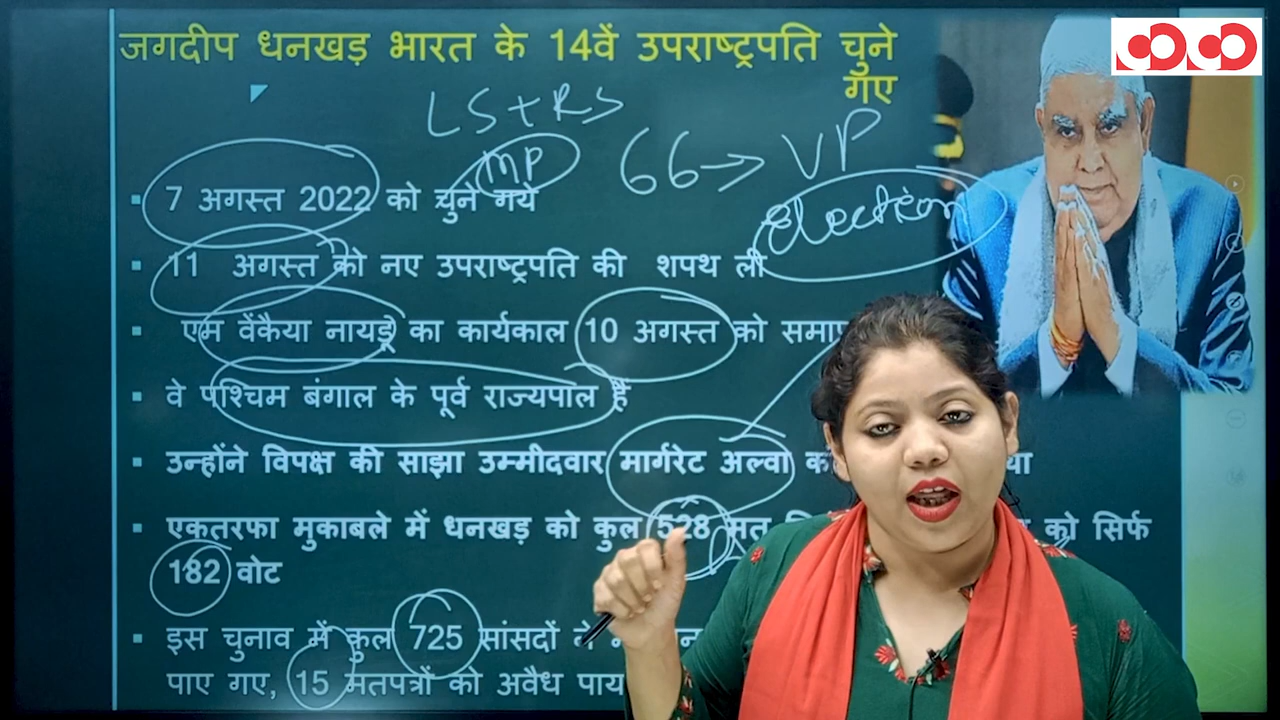 जगदीप धनखड़ भारत के 14वें उपराष्ट्रपति चुने
गए
LS+RS
MP
66→ VP
election
7 अगस्त 2022 को चुने गये
11 अगस्त को नए उपराष्ट्रपति की शपथ ली
एम वेंकैया नायडू का कार्यकाल 10 अगस्त को
वे पश्चिम बंगाल के पूर्व राज्यपाल हैं
उन्होंने विपक्ष की साझा उम्मीदवार मार्गरेट अल्वा
एकतरफा मुकाबले में धनखड़ को कुल 528 मत को सिर्फ
182 वोट
इस चुनाव में कुल 725 सांसदों ने
पाए गए, 15 मतपत्रों को अवैध